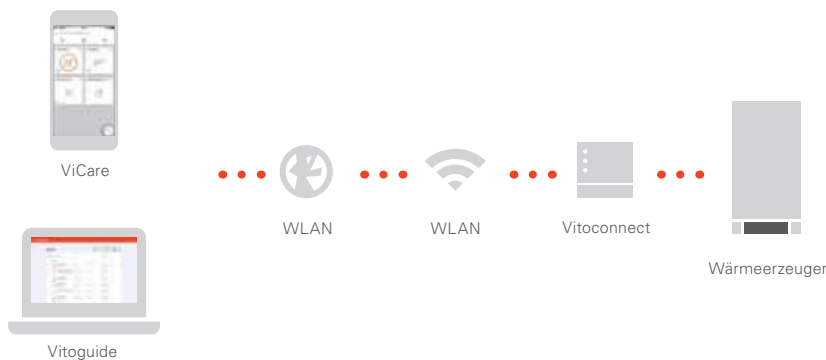 ViCare
WLAN
WLAN
Vitoconnect
Wärmeerzeuger
Vitoguide